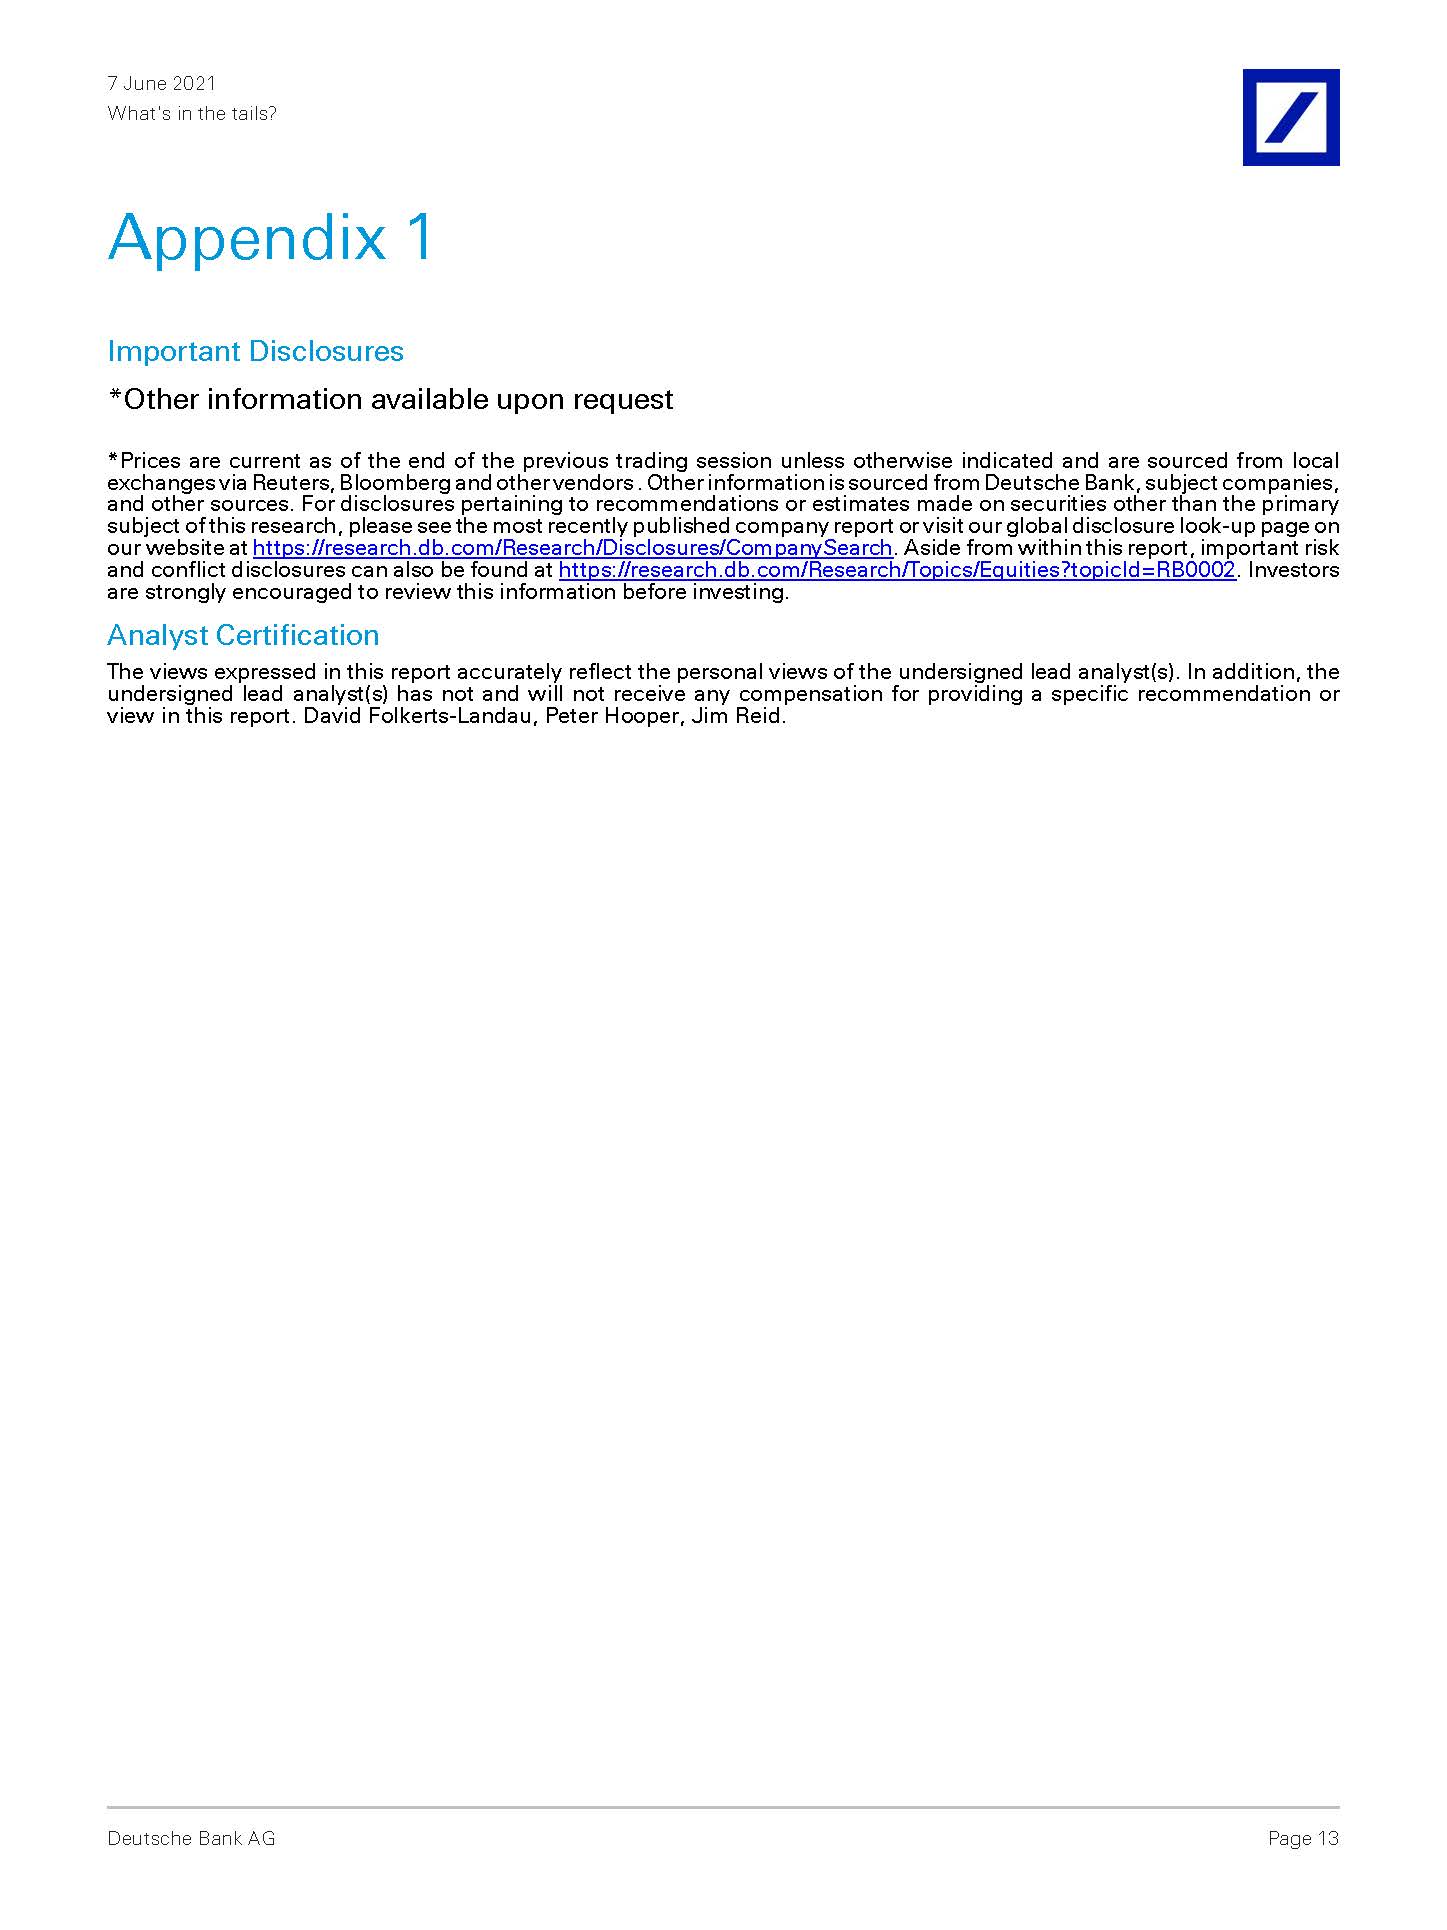 7 June 2021
What's in the tails?
Appendix 1
Important Disclosures
*Other information available upon request
*Prices are current as of the end of the previous trading session unless otherwise indicated and are sourced from local
exchanges via Reuters, Bloomberg and other vendors . Other information is sourced from Deutsche Bank, subject companies,
and other sources. For disclosures pertaining to recommendations or estimates made on securities other than the primary
subject of this research, please see the most recently published company report or visit our global disclosure look-up page on
our website at https://research.db.com/Research/Disclosures/CompanySearch. Aside from within this report, important risk
and conflict disclosures can also be found at https://research.db.com/Research/Topics/Equities?topicId=RB0002. Investors
are strongly encouraged to review this information before investing.
Analyst Certification
The views expressed in this report accurately reflect the personal views of the undersigned lead analyst(s). In addition, the
undersigned lead analyst(s) has not and will not receive any compensation for providing a specific recommendation or
view in this report. David Folkerts-Landau, Peter Hooper, Jim Reid.
Deutsche Bank AG
Page 13